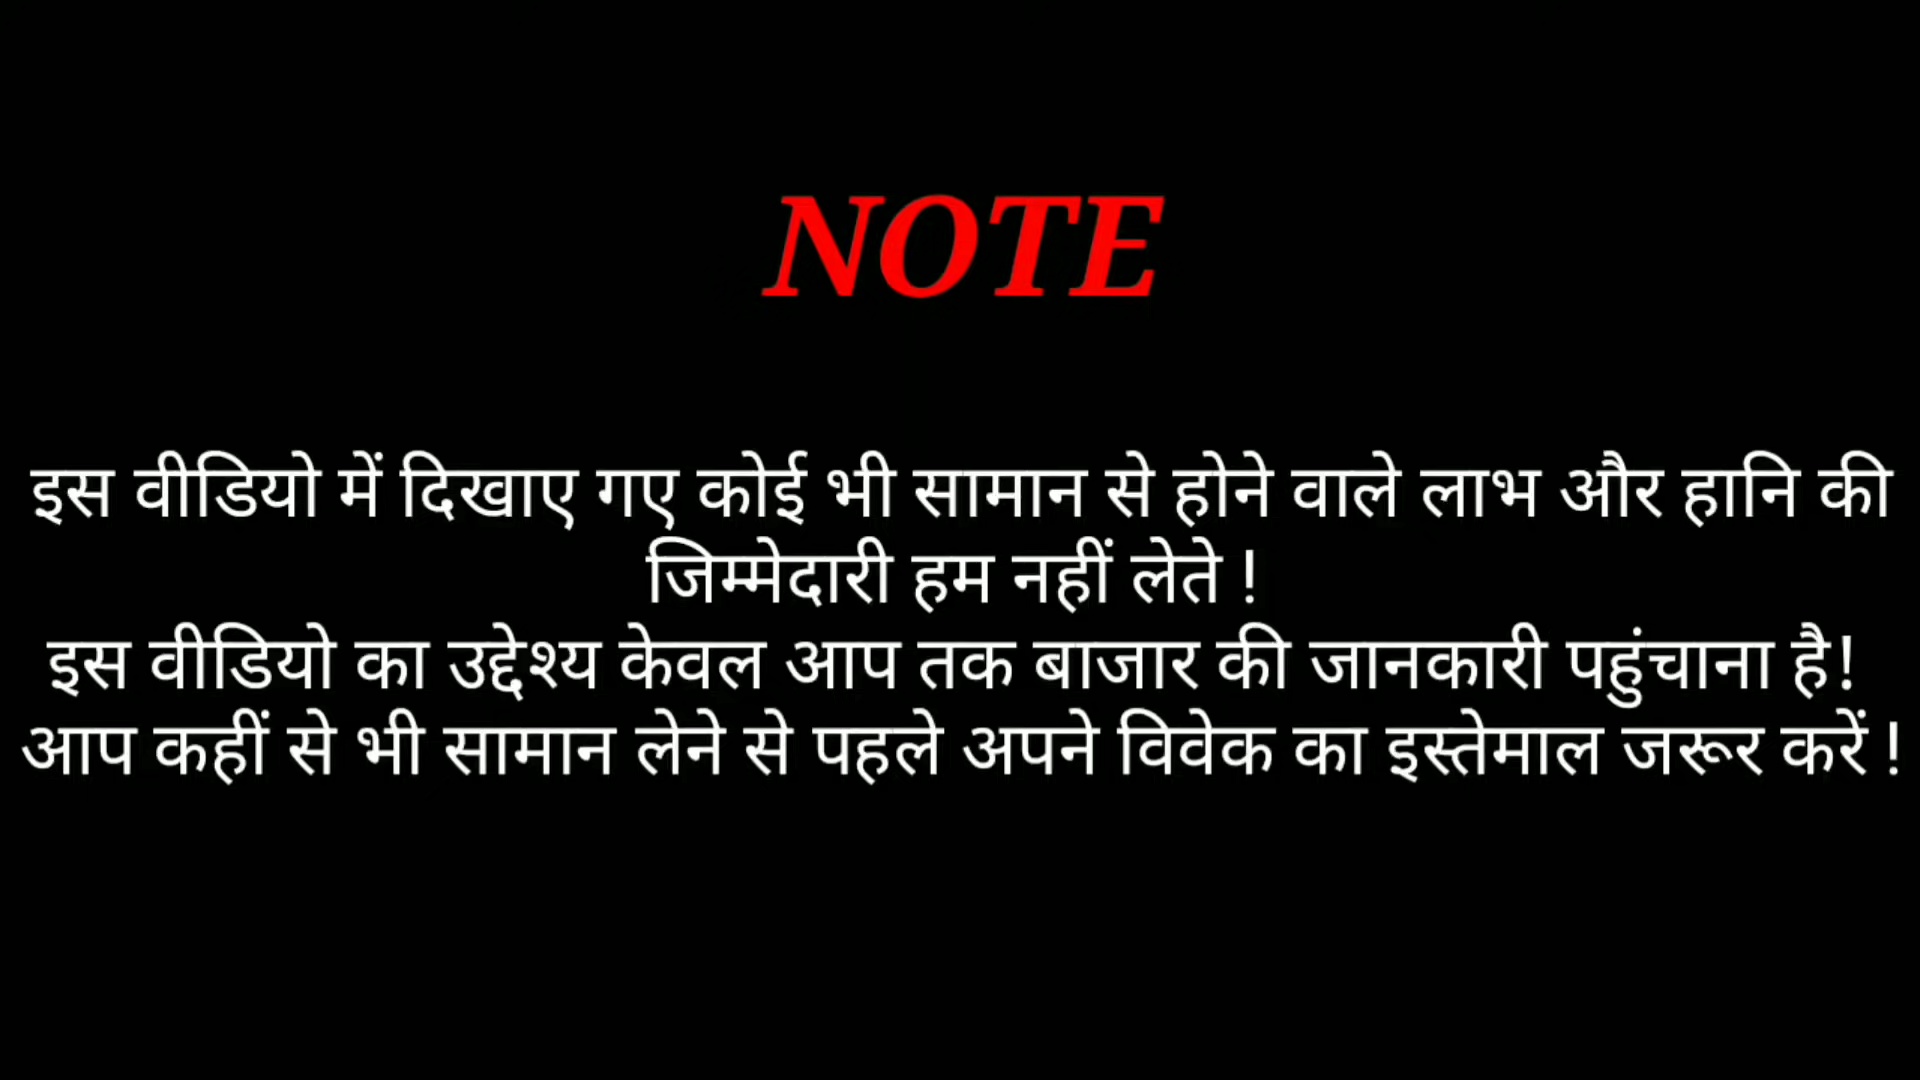 NOTE
इस वीडियो में दिखाए गए कोई भी सामान से होने वाले लाभ और हानि की
जिम्मेदारी हम नहीं लेते !
इस वीडियो का उद्देश्य केवल आप तक बाजार की जानकारी पहुंचाना है!
आप कहीं से भी सामान लेने से पहले अपने विवेक का इस्तेमाल जरूर करें !